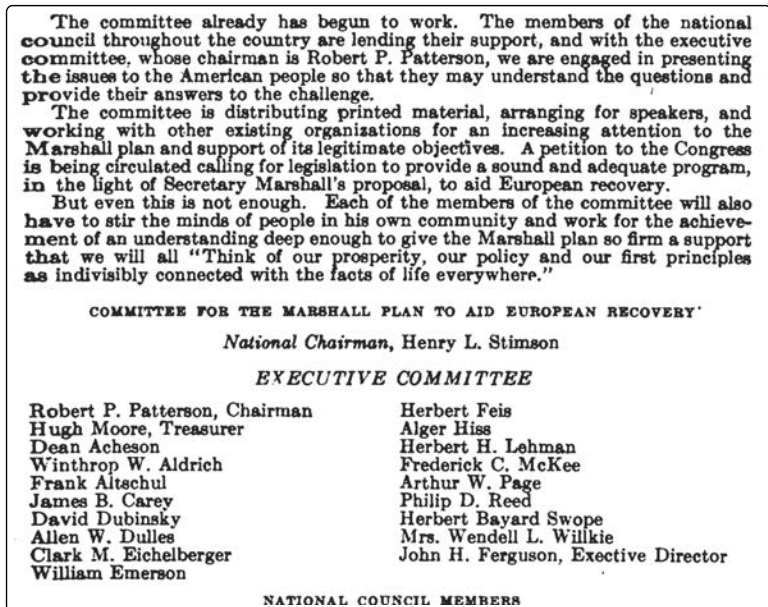 The committee already has begun to work. The members of the national
council throughout the country are lending their support, and with the executive
committee, whose chairman is Robert P. Patterson, we are engaged in presenting
the issues to the American people so that they may understand the questions and
provide their answers to the challenge.
The committee is distributing printed material, arranging for speakers, and
working with other existing organizations for an increasing attention to the
Marshall plan and support of its legitimate objectives. A petition to the Congress
is being circulated calling for legislation to provide a sound and adequate program,
in the light of Secretary Marshall's proposal, to aid European recovery.
But even this is not enough. Each of the members of the committee will also
have to stir the minds of people in his own community and work for the achieve-
ment of an understanding deep enough to give the Marshall plan so firm a support
that we will all "Think of our prosperity, our policy and our first principles
as indivisibly connected with the facts of life everywhere."
COMMITTEE FOR THE MARSHALL PLAN TO AID EUROPEAN RECOVERY
National Chairman, Henry L. Stimson
EXECUTIVE COMMITTEE
Robert P. Patterson, Chairman
Hugh Moore, Treasurer
Dean Acheson
Winthrop W. Aldrich
Frank Altschul
James B. Carey
David Dubinsky
Allen W. Dulles
Clark M. Eichelberger
William Emerson
Herbert Feis
Alger Hiss
Herbert H. Lehman
Frederick C. McKee
Arthur W. Page
Philip D. Reed
Herbert Bayard Swope
Mrs. Wendell L. Willkie
John H. Ferguson, Exective Director
NATIONAL COUNCIL MEMBERS